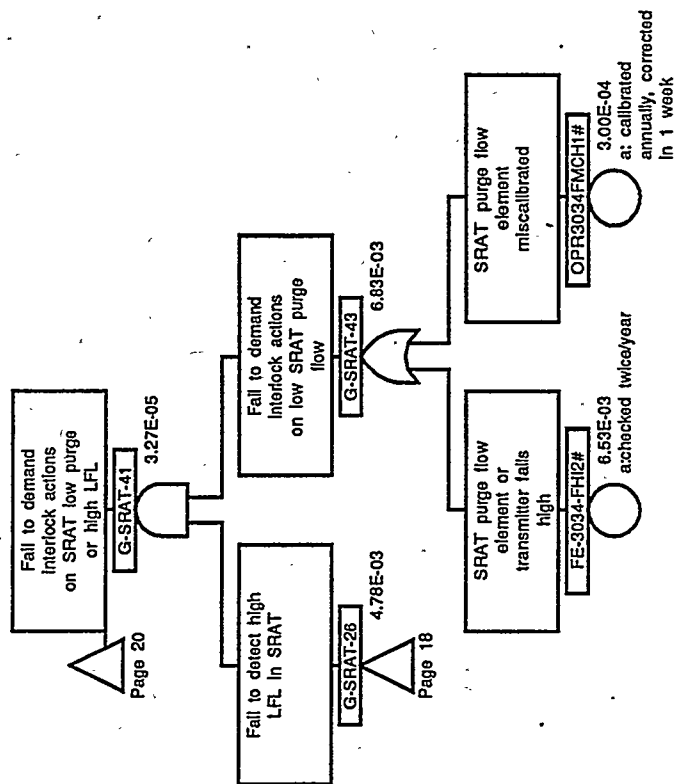 Fail to demand
Interlock actions
on SRAT low purge
or high LFL
G-SRAT-41
3.27E-05
Page 20
Fail to detect high
LFL in SRAT
G-SRAT-26
4.78E-03
Page 18
Fail to demand
Interlock actions
on low SRAT purge
flow
G-SRAT-43
6.83E-03
SRAT purge flow
element or
transmitter fails
high
FE-3034-FHI2#
6.53E-03
a:checked twice/year
SRAT purge flow
element
miscalibrated
OPR3034FMCH1#
3.00E-04
a: calibrated
annually, corrected
in 1 week